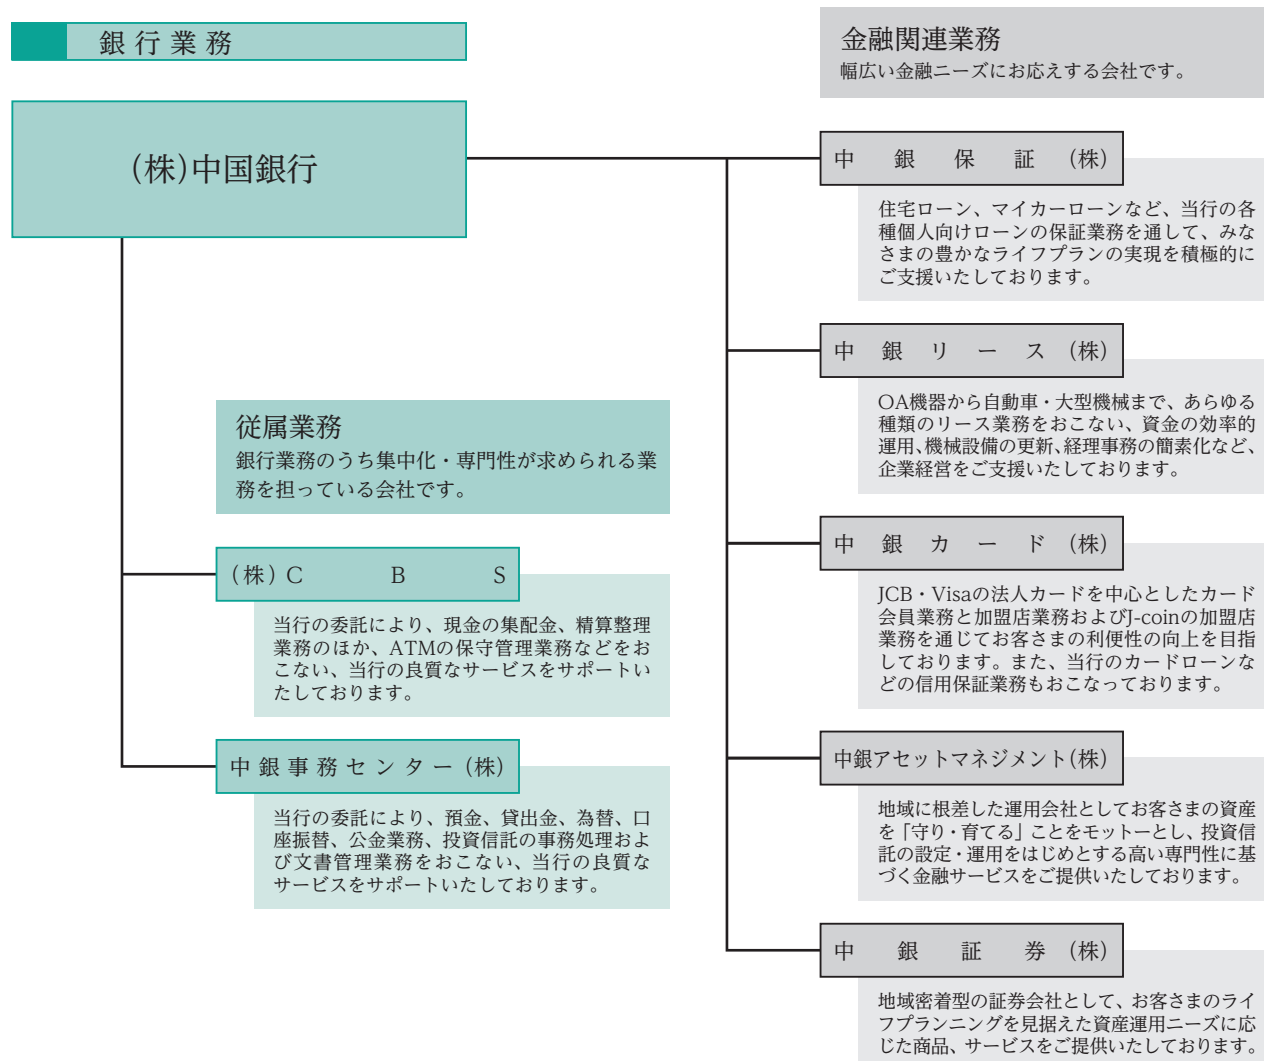 銀行業務
(株)中国銀行
従属業務
銀行業務のうち集中化・専門性が求められる業
務を担っている会社です。
(株)CBS
当行の委託により、現金の集配金、精算整理
業務のほか、ATMの保守管理業務などをお
こない、当行の良質なサービスをサポートい
たしております。
中銀事務センター(株)
当行の委託により、預金、貸出金、為替、口
座振替、公金業務、投資信託の事務処理およ
び文書管理業務をおこない、当行の良質な
サービスをサポートいたしております。
金融関連業務
幅広い金融ニーズにお応えする会社です。
中銀保証(株)
住宅ローン、マイカーローンなど、当行の各
種個人向けローンの保証業務を通して、みな
さまの豊かなライフプランの実現を積極的に
ご支援いたしております。
中銀リース(株)
OA機器から自動車・大型機械まで、あらゆる
種類のリース業務をおこない、資金の効率的
運用、機械設備の更新、経理事務の簡素化など、
企業経営をご支援いたしております。
中銀カード(株)
JCB・Visaの法人カードを中心としたカード
会員業務と加盟店業務およびJ-coinの加盟店
業務を通じてお客さまの利便性の向上を目指
しております。また、当行のカードローンな
どの信用保証業務もおこなっております。
中銀アセットマネジメント(株)
地域に根差した運用会社としてお客さまの資産
を「守り・育てる」ことをモットーとし、投資信
託の設定・運用をはじめとする高い専門性に基
づく金融サービスをご提供いたしております。
中銀証券(株)
地域密着型の証券会社として、お客さまのライ
フプランニングを見据えた資産運用ニーズに応
じた商品、サービスをご提供いたしております。